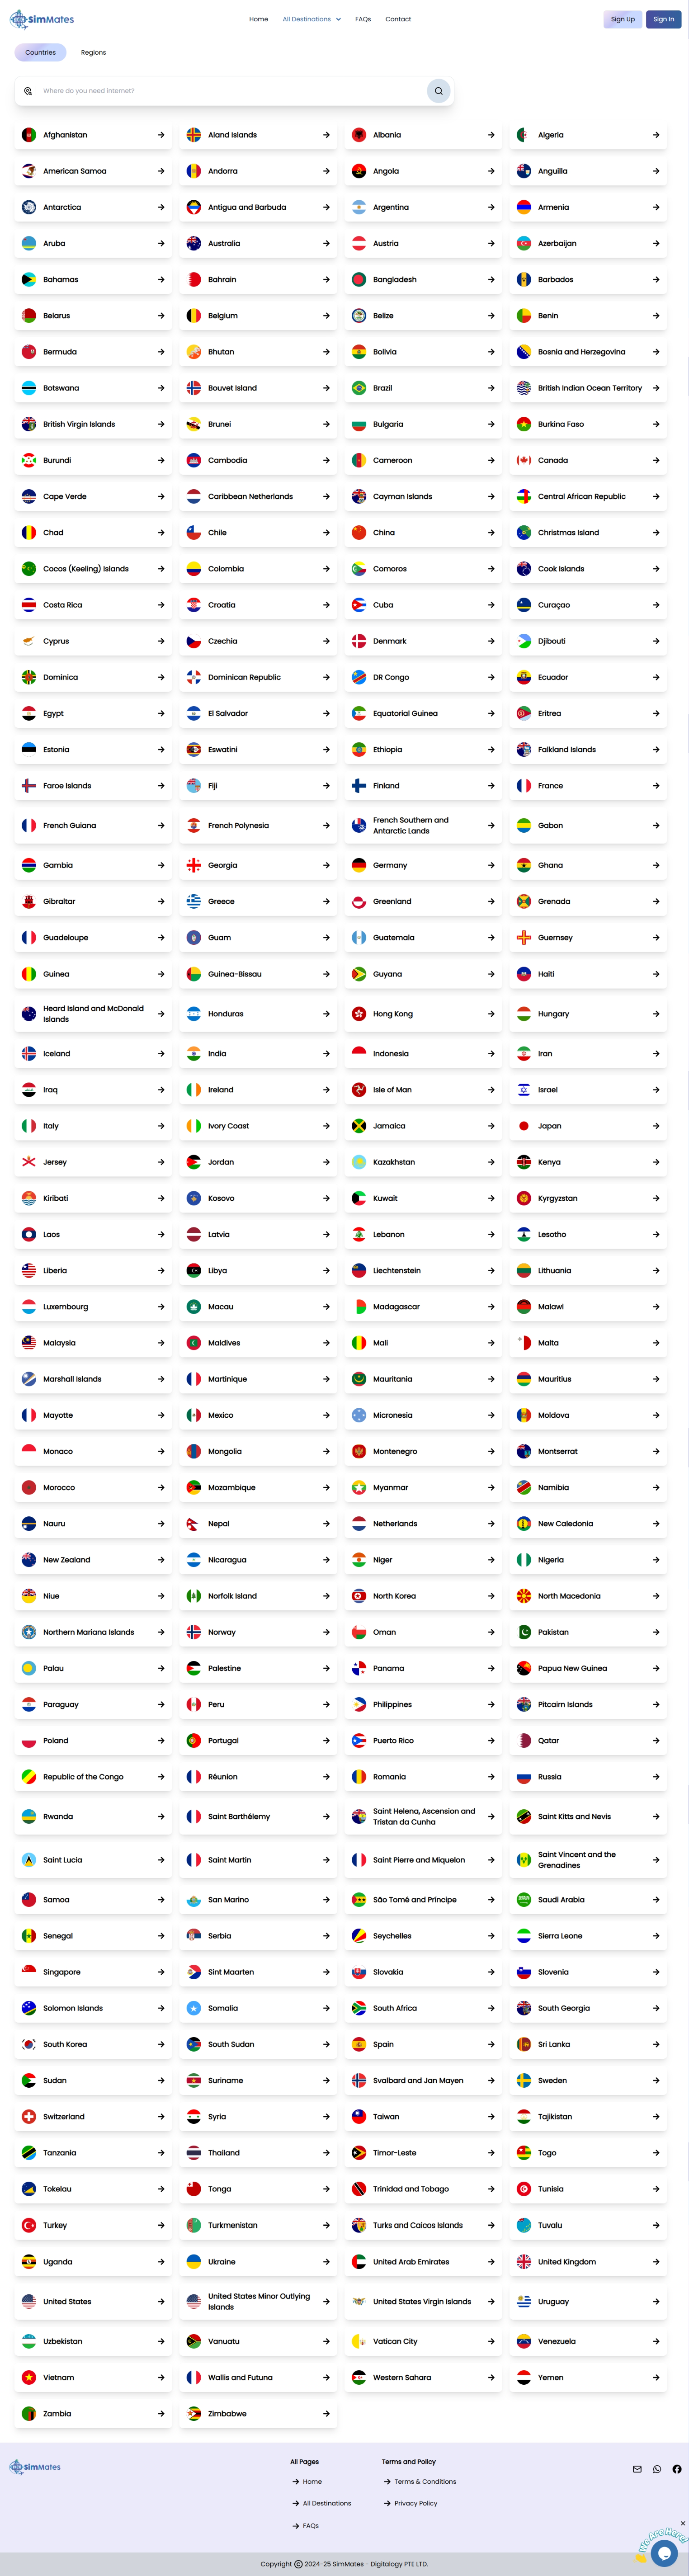 SimMates
Home
All Destinations
FAQs
Contact
Sign Up
Sign In
Countries
Regions
Where do you need Internet?
Afghanistan
Aland Islands
Albania
Algeria
American Samoa
Andorra
Angola
Anguilla
Antarctica
Antigua and Barbuda
Argentina
Armenia
Aruba
Australia
Austria
Azerbaijan
Bahamas
Bahrain
Bangladesh
Barbados
Belarus
Belgium
Belize
Benin
Bermuda
Bhutan
Bolivia
Bosnia and Herzegovina
Botswana
Bouvet Island
Brazil
British Indian Ocean Territory
British Virgin Islands
Brunei
Bulgaria
Burkina Faso
Burundi
Cambodia
Cameroon
Canada
Cape Verde
Caribbean Netherlands
Cayman Islands
Central African Republic
Chad
Chile
China
Christmas Island
Cocos (Keeling) Islands
Colombia
Comoros
Cook Islands
Costa Rica
Croatia
Cuba
Curaçao
Cyprus
Czechia
Denmark
Djibouti
Dominica
Dominican Republic
DR Congo
Ecuador
Egypt
El Salvador
Equatorial Guinea
Eritrea
Estonia
Eswatini
Ethiopia
Falkland Islands
Faroe Islands
Fiji
Finland
France
French Guiana
French Polynesia
French Southern and
Antarctic Lands
Gabon
Gambia
Georgia
Germany
Ghana
Gibraltar
Greece
Greenland
Grenada
Guadeloupe
Guam
Guatemala
Guernsey
Guinea
Guinea-Bissau
Guyana
Haiti
Heard Island and McDonald
Islands
Honduras
Hong Kong
Hungary
Iceland
India
Indonesia
Iran
Iraq
Ireland
Isle of Man
Israel
Italy
Ivory Coast
Jamaica
Japan
Jersey
Jordan
Kazakhstan
Kenya
Kiribati
Kosovo
Kuwait
Kyrgyzstan
Laos
Latvia
Lebanon
Lesotho
Liberia
Libya
Liechtenstein
Lithuania
Luxembourg
Macau
Madagascar
Malawi
Malaysia
Maldives
Mali
Malta
Marshall Islands
Martinique
Mauritania
Mauritius
Mayotte
Mexico
Micronesia
Moldova
Monaco
Mongolia
Montenegro
Montserrat
Morocco
Mozambique
Myanmar
Namibia
Nauru
Nepal
Netherlands
New Caledonia
New Zealand
Nicaragua
Niger
Nigeria
Niue
Norfolk Island
North Korea
North Macedonia
Northern Mariana Islands
Norway
Oman
Pakistan
Palau
Palestine
Panama
Papua New Guinea
Paraguay
Peru
Philippines
Pitcairn Islands
Poland
Portugal
Puerto Rico
Qatar
Republic of the Congo
Réunion
Romania
Russia
Rwanda
Saint Barthélemy
Saint Helena, Ascension and
Tristan da Cunha
Saint Kitts and Nevis
Saint Lucia
Saint Martin
Saint Pierre and Miquelon
Saint Vincent and the
Grenadines
Samoa
San Marino
São Tomé and Príncipe
Saudi Arabia
Senegal
Serbia
Seychelles
Sierra Leone
Singapore
Sint Maarten
Slovakia
Slovenia
Solomon Islands
Somalia
South Africa
South Georgia
South Korea
South Sudan
Spain
Sri Lanka
Sudan
Suriname
Svalbard and Jan Mayen
Sweden
Switzerland
Syria
Taiwan
Tajikistan
Tanzania
Thailand
Timor-Leste
Togo
Tokelau
Tonga
Trinidad and Tobago
Tunisia
Turkey
Turkmenistan
Turks and Caicos Islands
Tuvalu
Uganda
Ukraine
United Arab Emirates
United Kingdom
United States
United States Minor Outlying
Islands
United States Virgin Islands
Uruguay
Uzbekistan
Vanuatu
Vatican City
Venezuela
Vietnam
Wallis and Futuna
Western Sahara
Yemen
Zambia
Zimbabwe
SimMates
All Pages
Home
All Destinations
FAQs
Terms and Policy
Terms & Conditions
Privacy Policy
We Are Here!
Copyright © 2024-25 SimMates - Digitalogy PTE LTD.